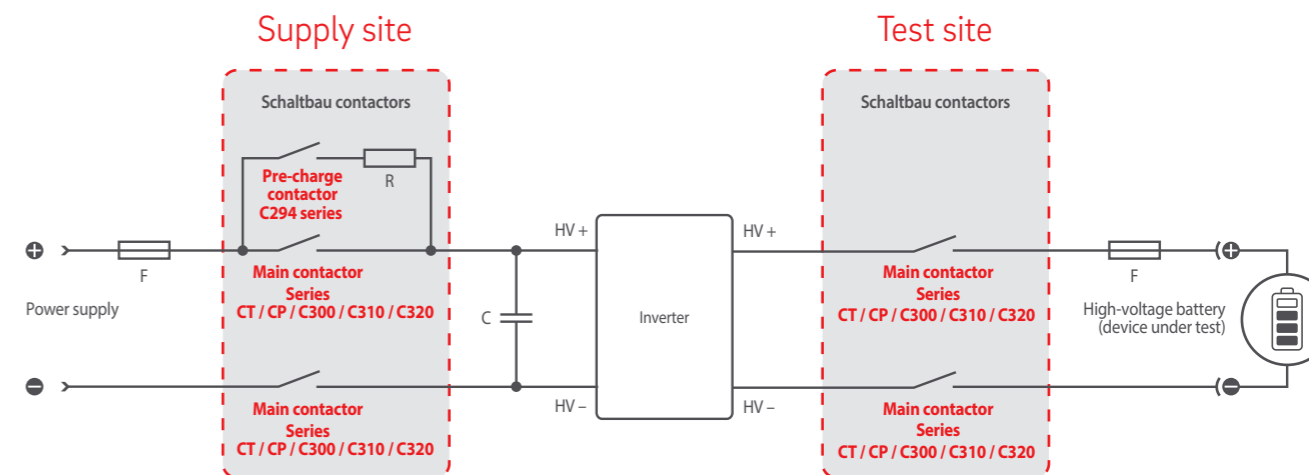 Supply site
Test site
Schaltbau contactors
Schaltbau contactors
R
Pre-charge
contactor
C294 series
HV +
HV +
F
Main contactor
Series
CT / CP / C300 / C310 / C320
Main contactor
Series
CT / CP / C300 / C310 / C320
F
Power supply
C
Inverter
High-voltage battery
(device under test)
HV –
HV –
Main contactor
Series
CT / CP / C300 / C310 / C320
Main contactor
Series
CT / CP / C300 / C310 / C320